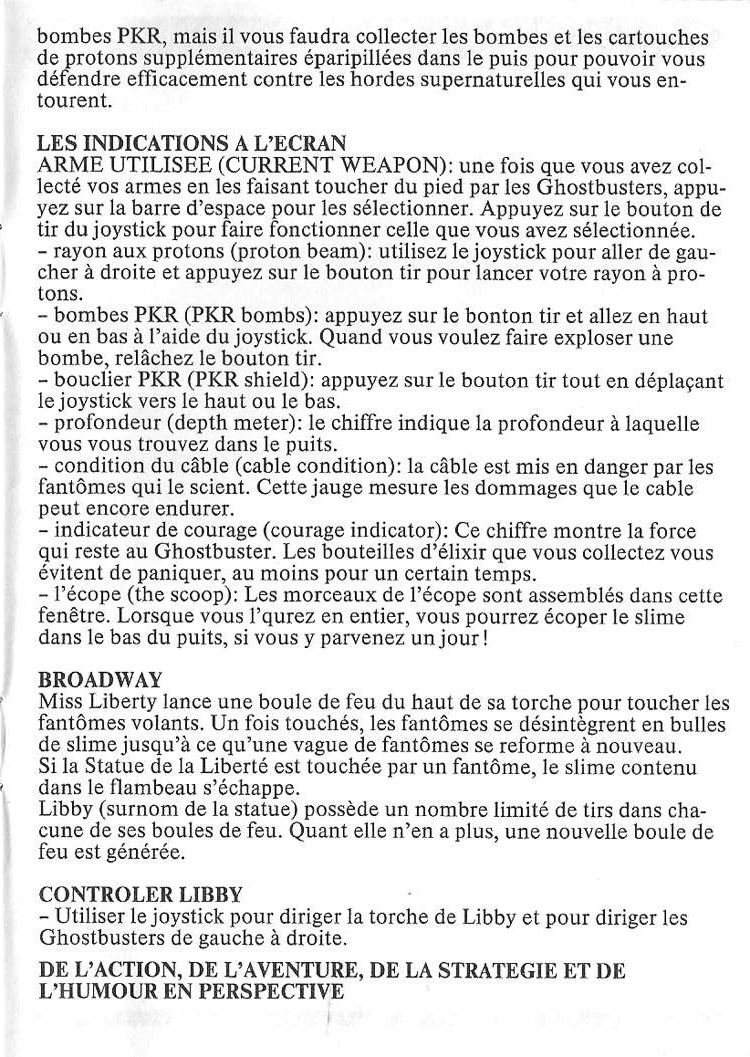 bombes PKR, mais il vous faudra collecter les bombes et les cartouches
de protons supplémentaires éparipillées dans le puis pour pouvoir vous
défendre efficacement contre les hordes supernaturelles qui vous en-
tourent.
LES INDICATIONS A L'ECRAN
ARME UTILISEE (CURRENT WEAPON): une fois que vous avez col-
lecté vos armes en les faisant toucher du pied par les Ghostbusters, appu-
yez sur la barre d'espace pour les sélectionner. Appuyez sur le bouton de
tir du joystick pour faire fonctionner celle que vous avez sélectionnée.
– rayon aux protons (proton beam): utilisez le joystick pour aller de gau-
cher à droite et appuyez sur le bouton tir pour lancer votre rayon à pro-
tons.
– bombes PKR (PKR bombs): appuyez sur le bonton tir et allez en haut
ou en bas à l'aide du joystick. Quand vous voulez faire exploser une
bombe, relâchez le bouton tir.
– bouclier PKR (PKR shield): appuyez sur le bouton tir tout en déplaçant
le joystick vers le haut ou le bas.
– profondeur (depth meter): le chiffre indique la profondeur à laquelle
vous vous trouvez dans le puits.
– condition du câble (cable condition): la câble est mis en danger par les
fantômes qui le scient. Cette jauge mesure les dommages que le cable
peut encore endurer.
– indicateur de courage (courage indicator): Ce chiffre montre la force
qui reste au Ghostbuster. Les bouteilles d'élixir que vous collectez vous
évitent de paniquer, au moins pour un certain temps.
– l'écope (the scoop): Les morceaux de l'écope sont assemblés dans cette
fenêtre. Lorsque vous l'qurez en entier, vous pourrez écoper le slime
dans le bas du puits, si vous y parvenez un jour!
BROADWAY
Miss Liberty lance une boule de feu du haut de sa torche pour toucher les
fantômes volants. Un fois touchés, les fantômes se désintègrent en bulles
de slime jusqu'à ce qu'une vague de fantômes se reforme à nouveau.
Si la Statue de la Liberté est touchée par un fantôme, le slime contenu
dans le flambeau s'échappe.
Libby (surnom de la statue) possède un nombre limité de tirs dans cha-
cune de ses boules de feu. Quant elle n'en a plus, une nouvelle boule de
feu est générée.
CONTROLER LIBBY
– Utiliser le joystick pour diriger la torche de Libby et pour diriger les
Ghostbusters de gauche à droite.
DE L'ACTION, DE L'AVENTURE, DE LA STRATEGIE ET DE
L'HUMOUR EN PERSPECTIVE